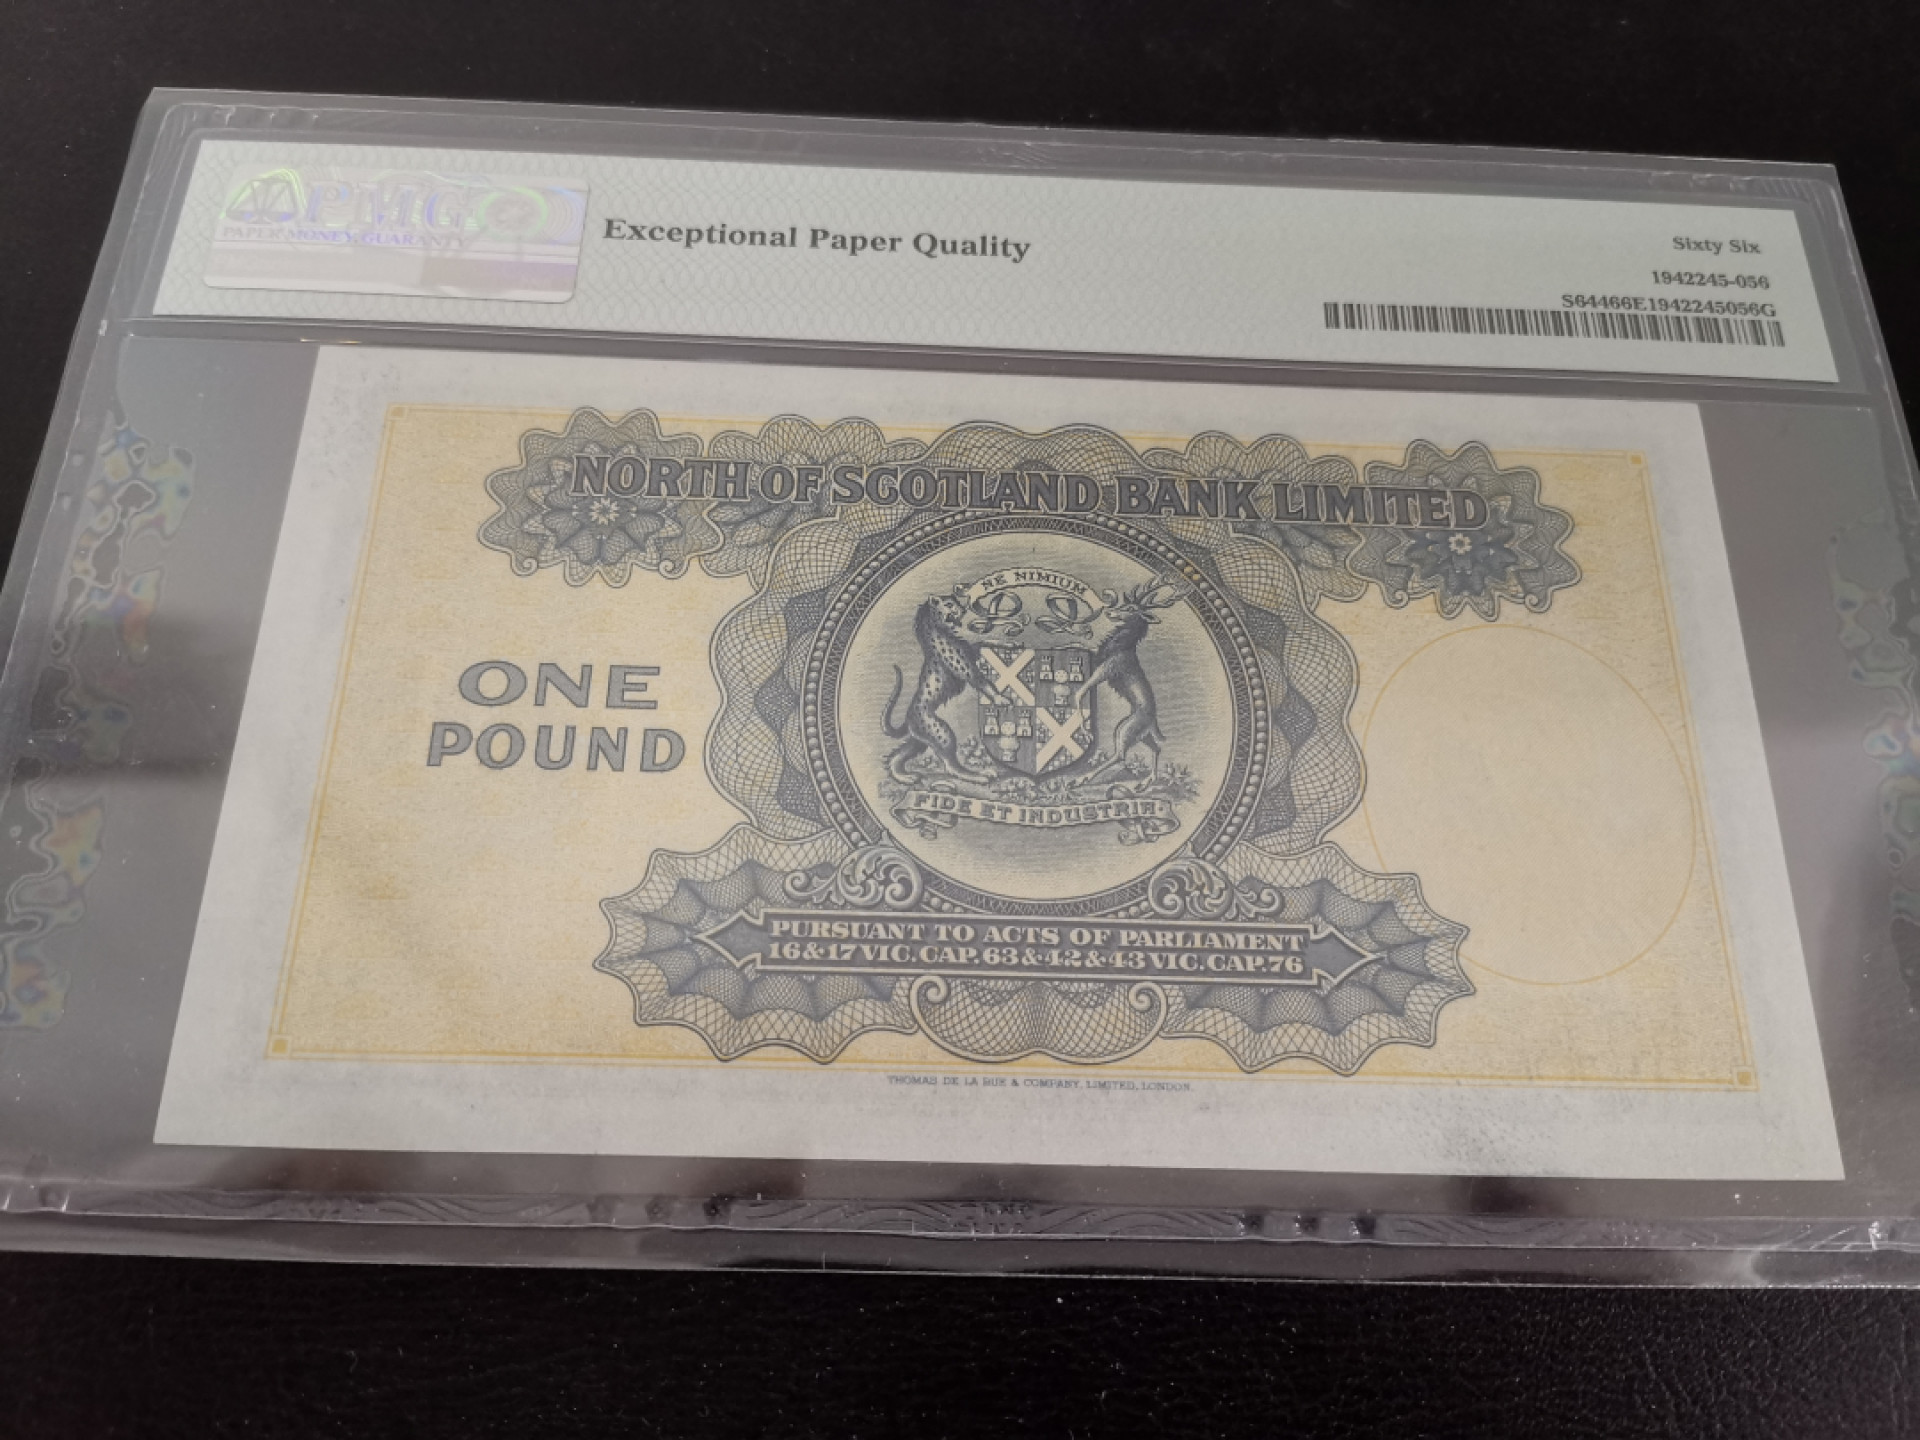 PMG
PAPER MONEY GUARANTY
Exceptional Paper Quality
Sixty Six
1942245-056
S64466E1942245056G
NORTH OF SCOTLAND BANK LIMITED
NE NIMIUM
ONE
POUND
FIDE ET INDUSTRIA.
PURSUANT TO ACTS OF PARLIAMENT
16 & 17 VIC. CAP. 63 & 42 & 43 VIC. CAP. 76
THOMAS DE LA RUE & COMPANY, LIMITED, LONDON.